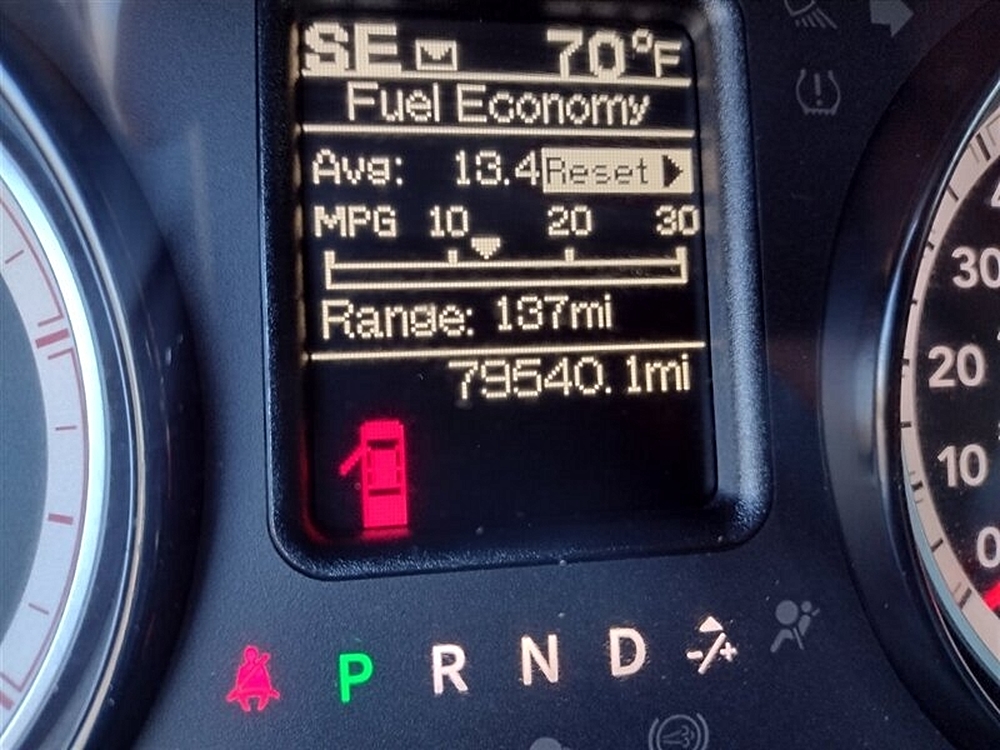 SE 70°F
Fuel Economy
Avg: 13.4 Reset
MPG 10 20 30
Range: 137mi
79540.1mi
P R N D -/+
30
20
10
0